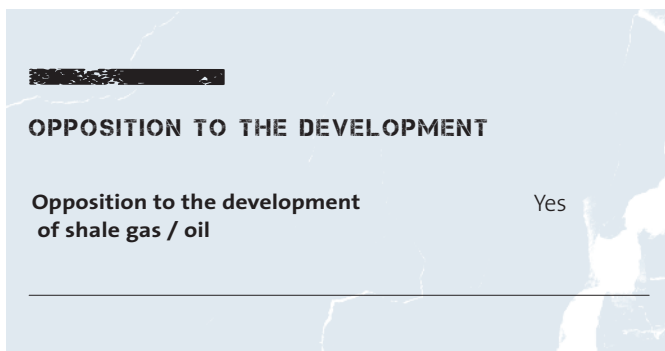 OPPOSITION TO THE DEVELOPMENT
Opposition to the development Yes
of shale gas / oil